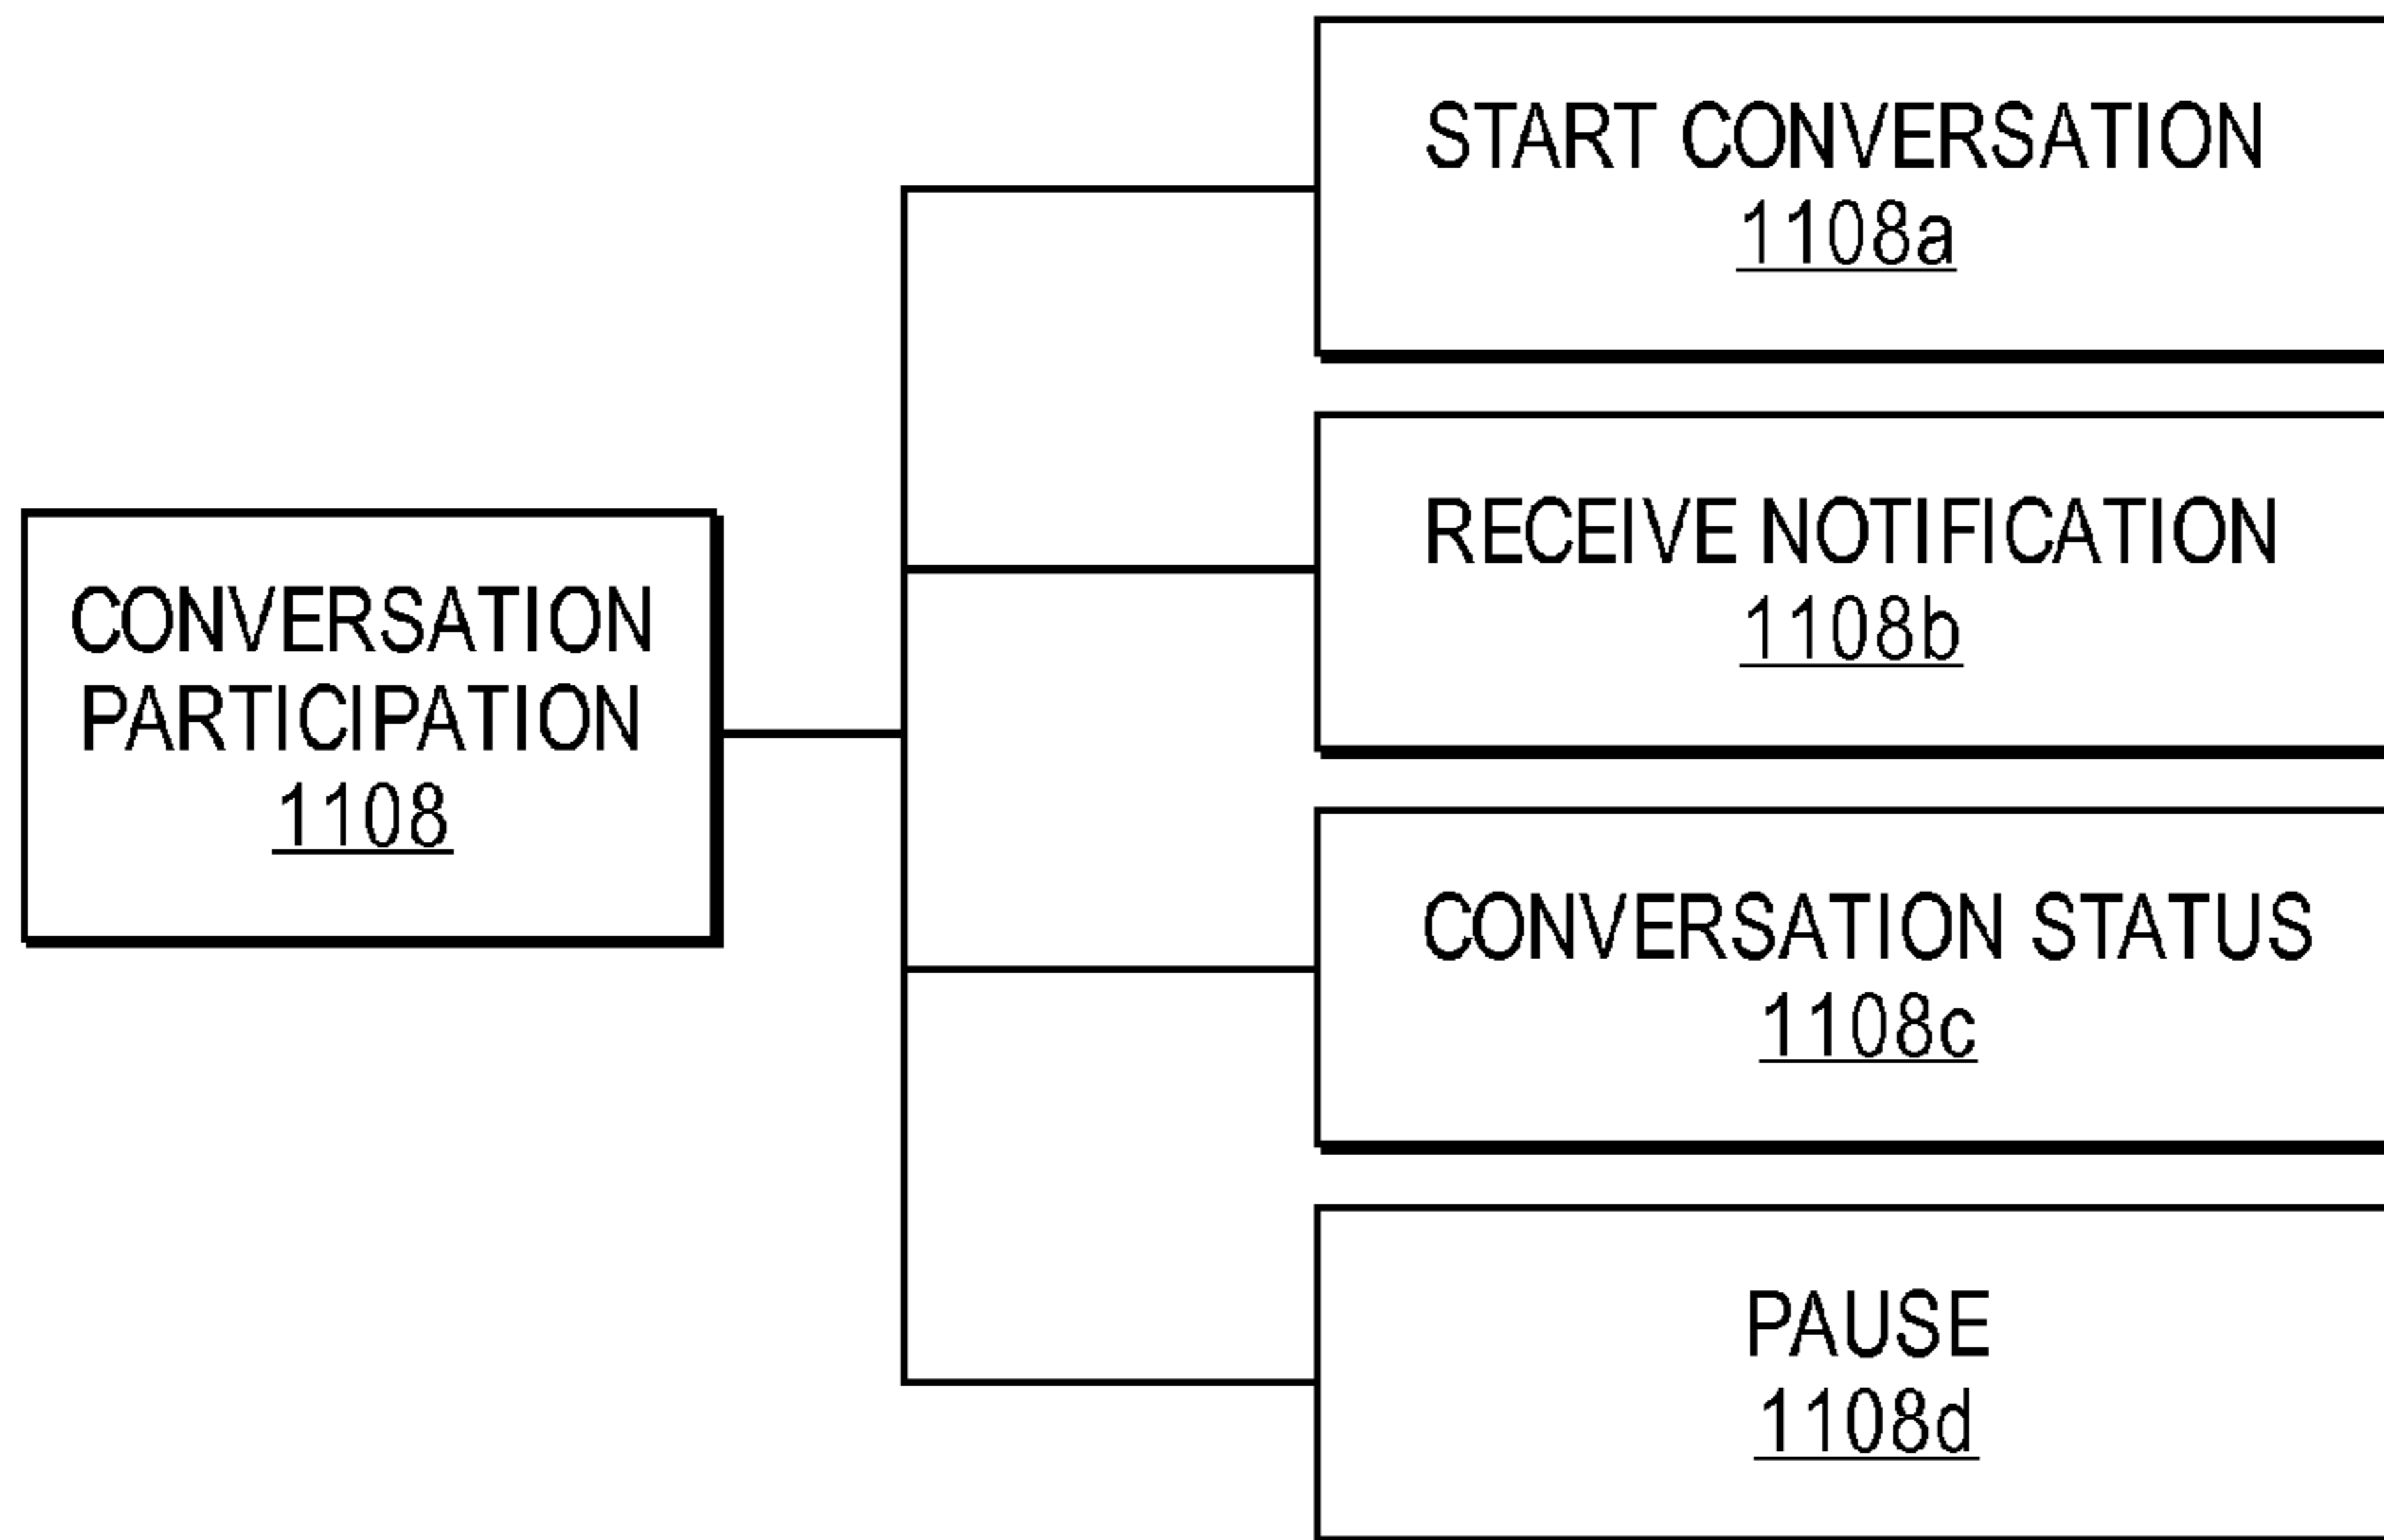 CONVERSATION
PARTICIPATION
1108
START CONVERSATION
1108a
RECEIVE NOTIFICATION
1108b
CONVERSATION STATUS
1108c
PAUSE
1108d